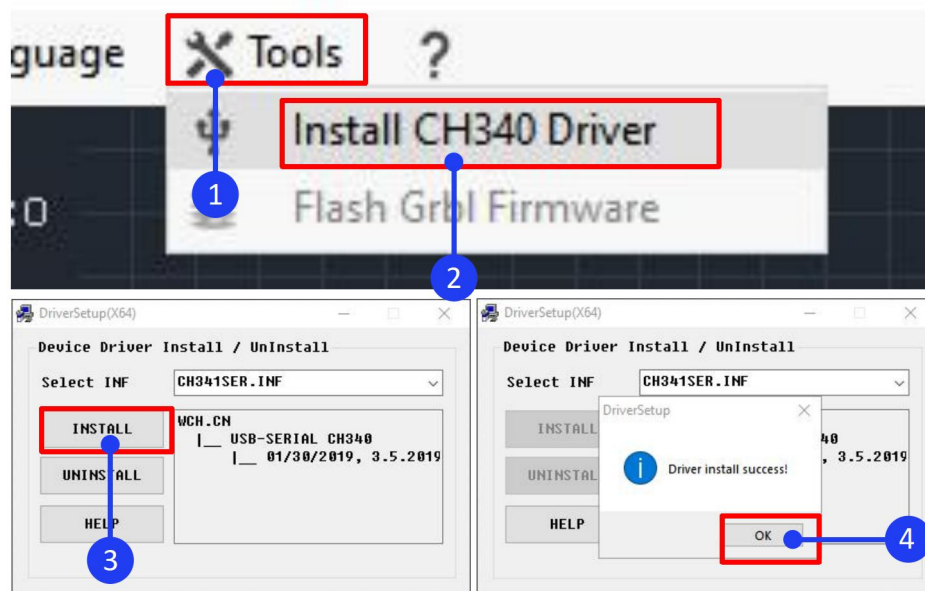 guage Tools ?
Install CH340 Driver
1
:0
Flash Grbl Firmware
2
DriverSetup(X64)
Device Driver Install / UnInstall
Select INF CH341SER.INF
INSTALL
WCH.CN
|__ USB-SERIAL CH340
|__ 01/30/2019, 3.5.2019
UNINSTALL
HELP
3
DriverSetup(X64)
Device Driver Install / UnInstall
Select INF CH341SER.INF
DriverSetup
INSTALL
40
, 3.5.2019
Driver install success!
UNINSTAL
HELP
OK
4